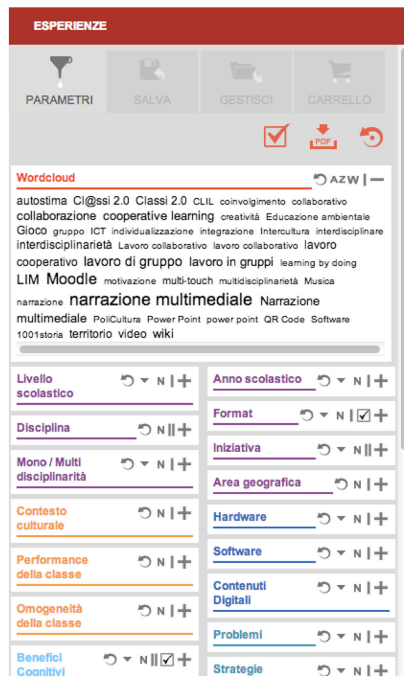 ESPERIENZE
PARAMETRI SALVA GESTISCI CARRELLO
PDF
Wordcloud AZ W
autostima Cl@ssi 2.0 Classi 2.0 CLIL coinvolgimento collaborativo
collaborazione cooperative learning creatività Educazione ambientale
Gioco gruppo ICT individualizzazione integrazione Intercultura interdisciplinare
interdisciplinarietà Lavoro collaborativo lavoro collaborativo lavoro
cooperativo lavoro di gruppo lavoro in gruppi learning by doing
LIM Moodle motivazione multi-touch multidisciplinarietà Musica
narrazione narrazione multimediale Narrazione
multimediale PoliCultura Power Point power point QR Code Software
1001storia territorio video wiki
Livello
scolastico N
Disciplina N
Mono / Multi
disciplinarità N
Contesto
culturale N
Performance
della classe N
Omogeneità
della classe N
Benefici
Cognitivi N
Anno scolastico N
Format N
Iniziativa N
Area geografica N
Hardware N
Software N
Contenuti
Digitali N
Problemi N
Strategie N